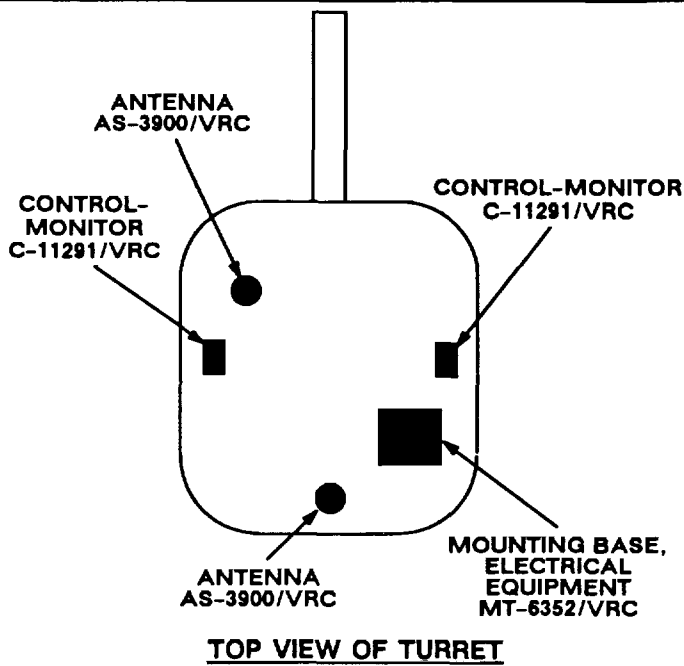 ANTENNA
AS-3900/VRC
CONTROL-
MONITOR
C-11291/VRC
CONTROL-MONITOR
C-11291/VRC
ANTENNA
AS-3900/VRC
MOUNTING BASE,
ELECTRICAL
EQUIPMENT
MT-6352/VRC
TOP VIEW OF TURRET